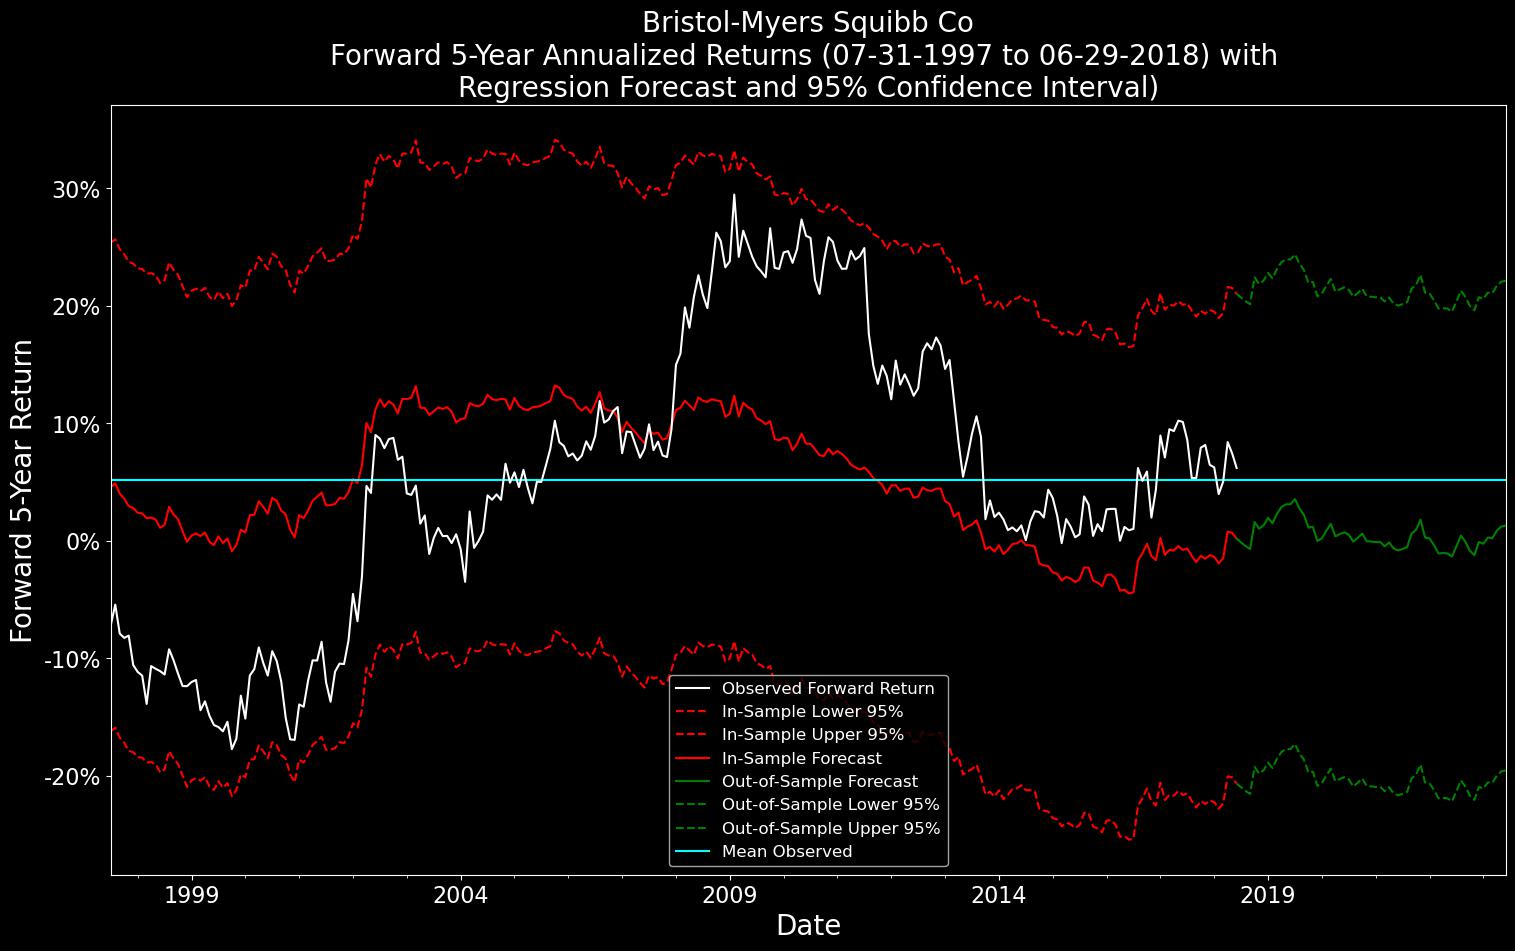 Bristol-Myers Squibb Co
Forward 5-Year Annualized Returns (07-31-1997 to 06-29-2018) with
Regression Forecast and 95% Confidence Interval)
Forward 5-Year Return
30%
20%
10%
0%
-10%
-20%
Observed Forward Return
In-Sample Lower 95%
In-Sample Upper 95%
In-Sample Forecast
Out-of-Sample Forecast
Out-of-Sample Lower 95%
Out-of-Sample Upper 95%
Mean Observed
1999
2004
2009
2014
2019
Date